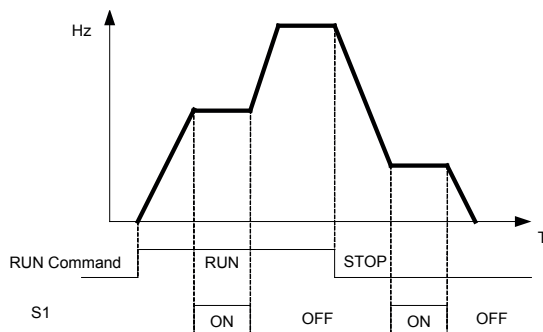 Hz
T
RUN Command
RUN
STOP
S1
ON
OFF
ON
OFF